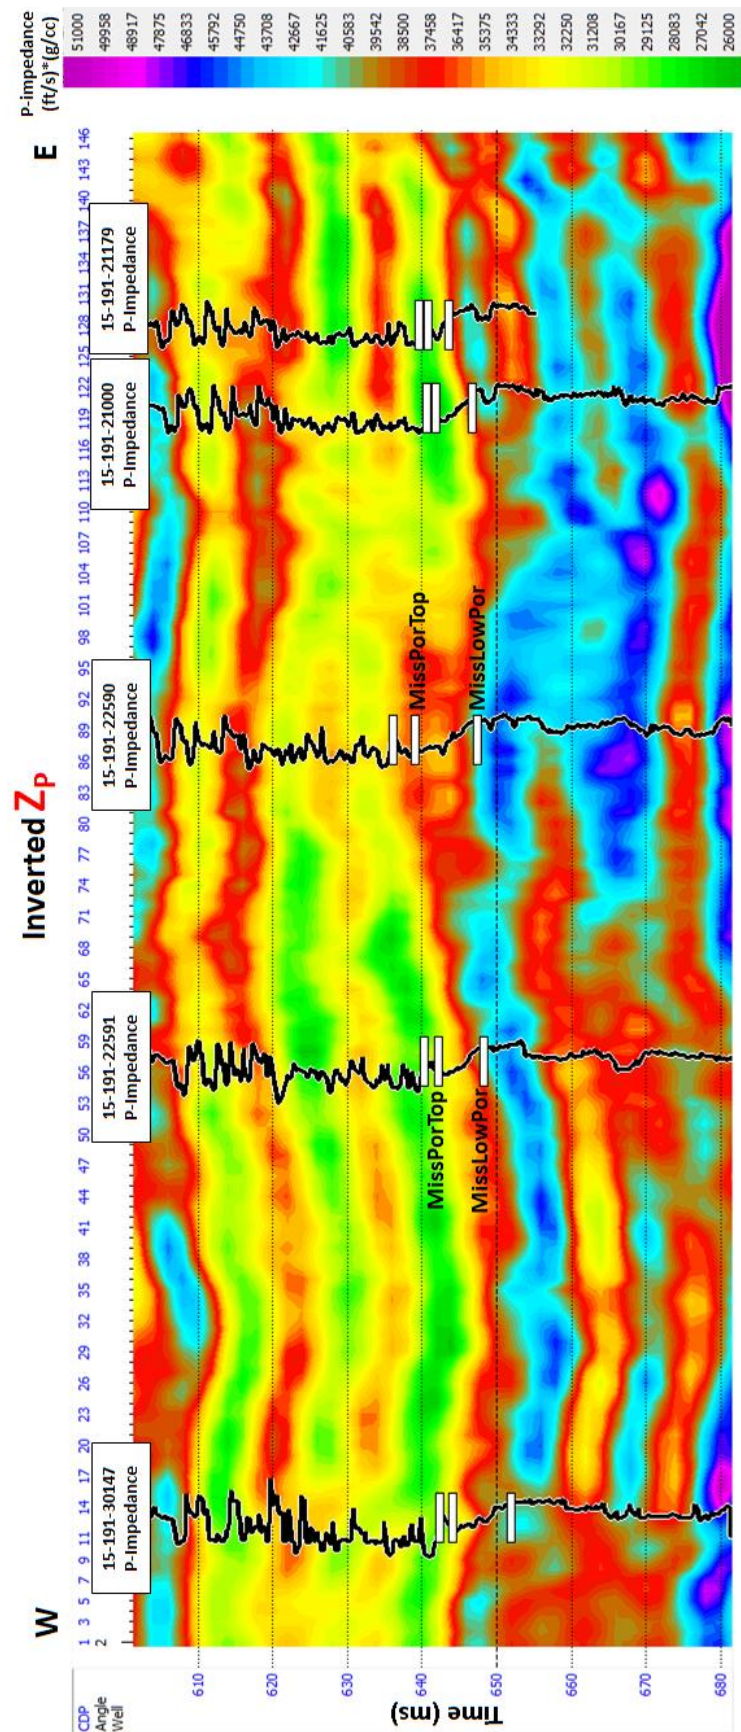 Inverted ZP
W
E
P-impedance
(ft/s)*(g/cc)
51000
49958
48917
47875
46833
45792
44750
43708
42667
41625
40583
39542
38500
37458
36417
35375
34333
33292
32250
31208
30167
29125
28083
27042
26000
CDP
Angle
Well
1 3 5 7 9 11 14 17 20 23 26 29 32 35 38 41 44 47 50 53 56 59 62 65 68 71 74 77 80 83 86 89 92 95 98 101 104 107 110 113 116 119 122 125 128 131 134 137 140 143 146
2
15-191-30147
P-Impedance
15-191-22591
P-Impedance
15-191-22590
P-Impedance
15-191-21000
P-Impedance
15-191-21179
P-Impedance
Time (ms)
610
620
630
640
650
660
670
680
MissPorTop
MissLowPor
MissPorTop
MissLowPor